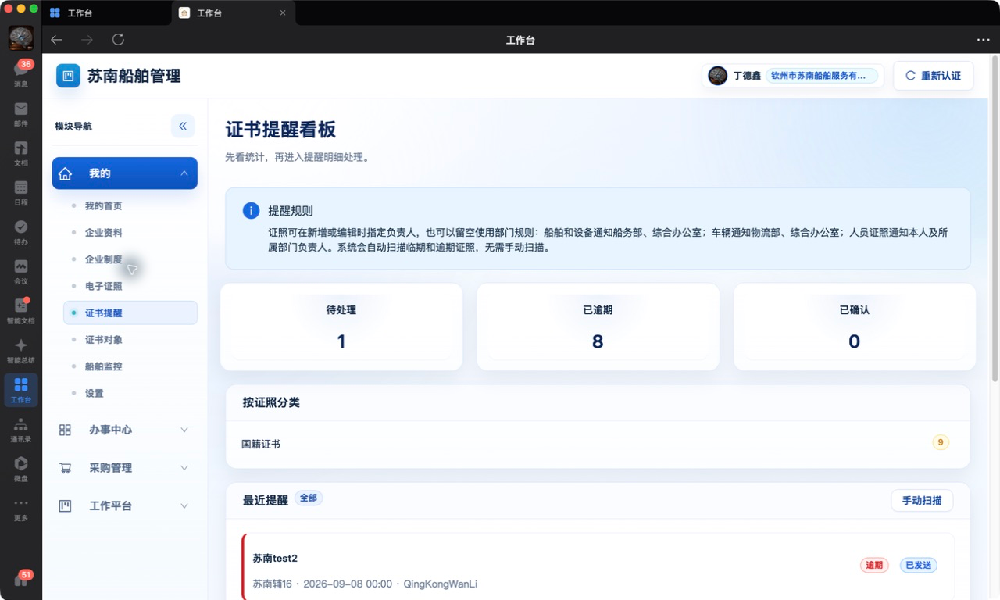 工作台
工作台
工作台
苏南船舶管理
丁德鑫 钦州市苏南船舶服务有...
重新认证
36
消息
邮件
文档
日程
待办
会议
智能文档
智能总结
工作台
通讯录
微盘
更多
51
模块导航
我的
我的首页
企业资料
企业制度
电子证照
证书提醒
证书对象
船舶监控
设置
办事中心
采购管理
工作平台
证书提醒看板
先看统计，再进入提醒明细处理。
提醒规则
证照可在新增或编辑时指定负责人，也可以留空使用部门规则：船舶和设备通知船务部、综合办公室；车辆通知物流部、综合办公室；人员证照通知本人及所
属部门负责人。系统会自动扫描临期和逾期证照，无需手动扫描。
待处理
1
已逾期
8
已确认
0
按证照分类
国籍证书
9
最近提醒 全部
手动扫描
苏南test2
苏南辅16 · 2026-09-08 00:00 · QingKongWanLi
逾期
已发送